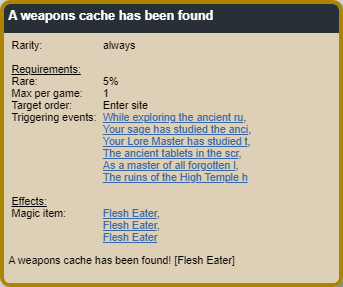 A weapons cache has been found
Rarity: always
Requirements:
Rare: 5%
Max per game: 1
Target order: Enter site
Triggering events: While exploring the ancient ru,
Your sage has studied the anci,
Your Lore Master has studied t,
The ancient tablets in the scr,
As a master of all forgotten l,
The ruins of the High Temple h
Effects:
Magic item: Flesh Eater,
Flesh Eater,
Flesh Eater
A weapons cache has been found! [Flesh Eater]